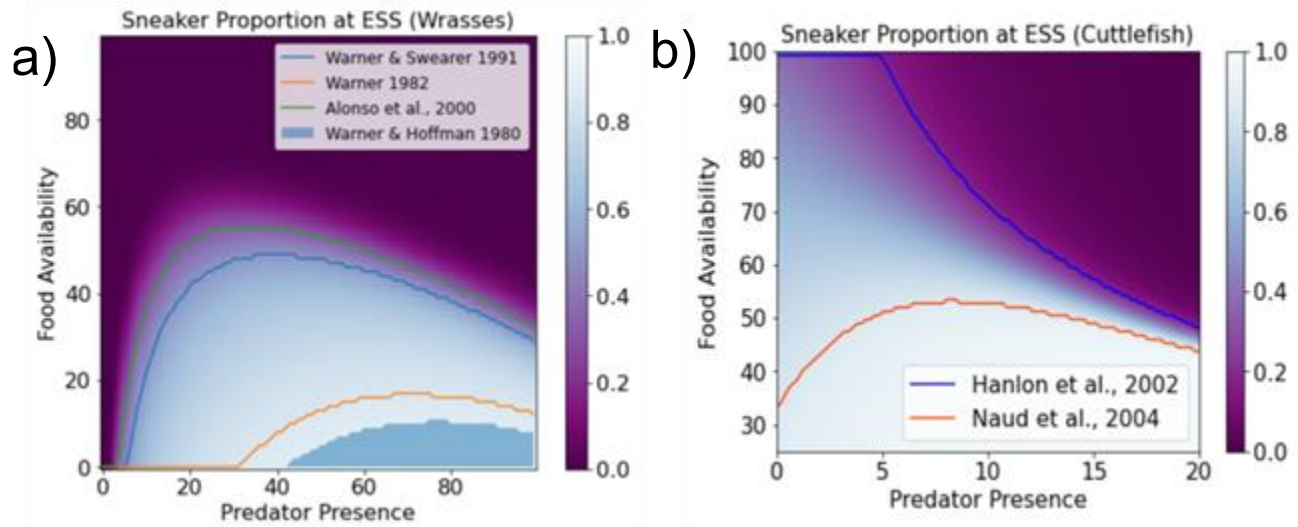 a)
Sneaker Proportion at ESS (Wrasses)
Warner & Swearer 1991
Warner 1982
Alonso et al., 2000
Warner & Hoffman 1980
Food Availability
80
60
40
20
0
0 20 40 60 80
Predator Presence
1.0
0.8
0.6
0.4
0.2
0.0
b)
Sneaker Proportion at ESS (Cuttlefish)
Food Availability
100
90
80
70
60
50
40
30
Hanlon et al., 2002
Naud et al., 2004
0 5 10 15 20
Predator Presence
1.0
0.8
0.6
0.4
0.2
0.0